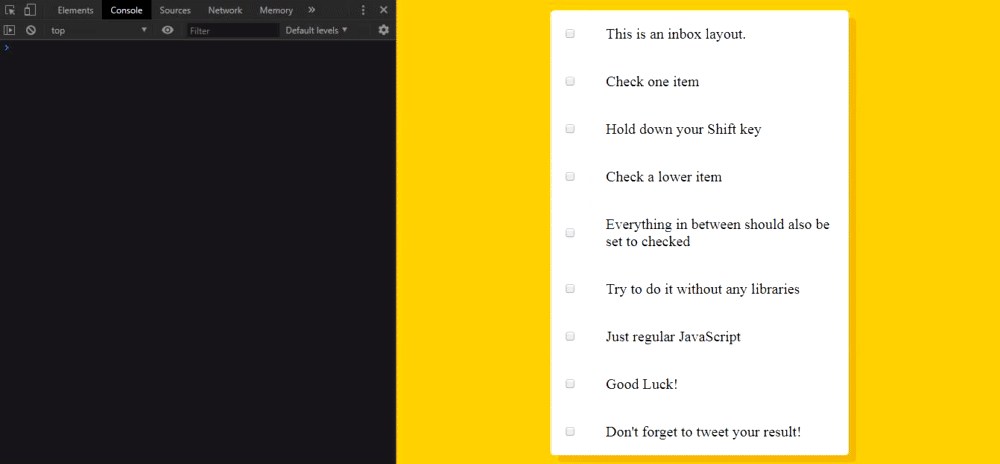 Elements Console Sources Network Memory »
top Filter Default levels
>
This is an inbox layout.
Check one item
Hold down your Shift key
Check a lower item
Everything in between should also be
set to checked
Try to do it without any libraries
Just regular JavaScript
Good Luck!
Don't forget to tweet your result!